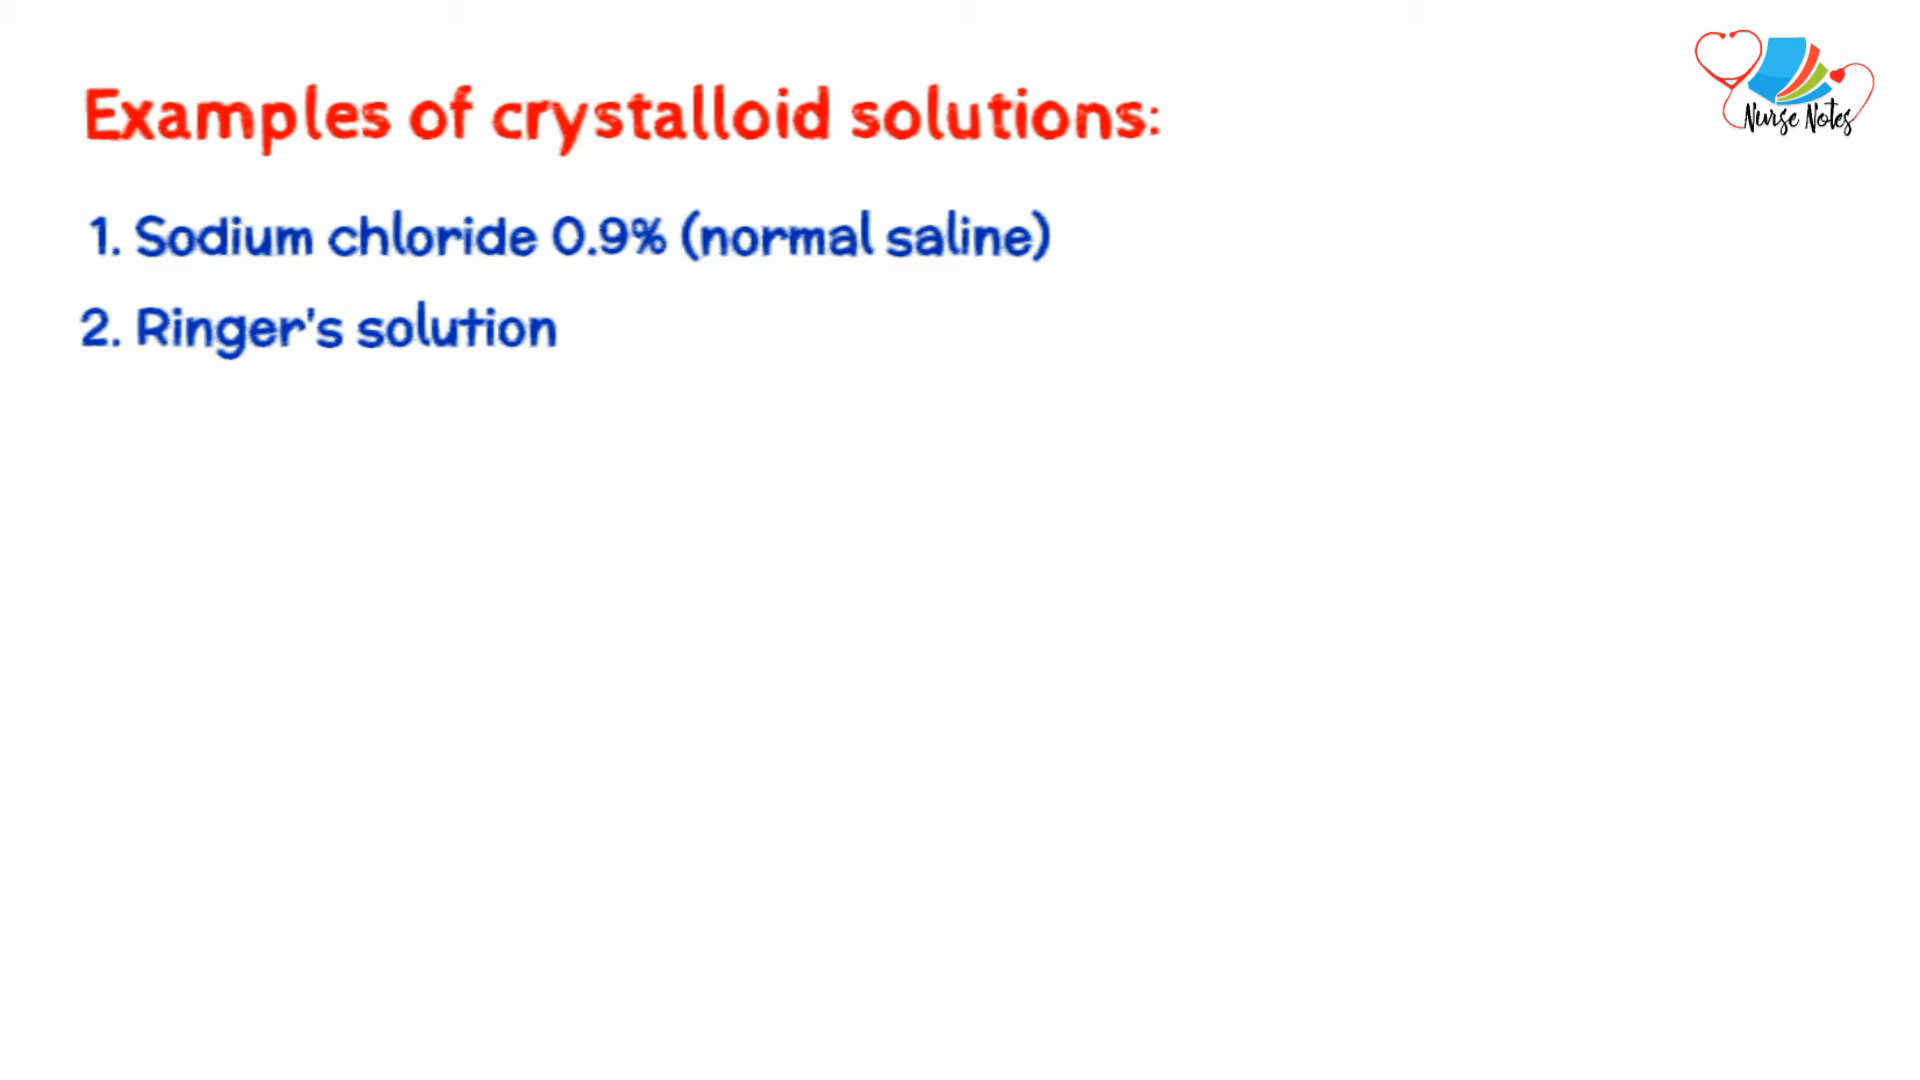 Examples of crystalloid solutions:
Nurse Notes
1. Sodium chloride 0.9% (normal saline)
2. Ringer's solution